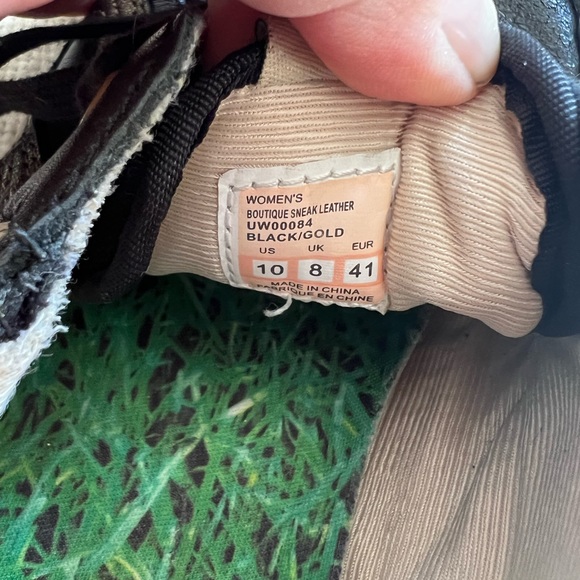 WOMEN'S
BOUTIQUE SNEAK LEATHER
UW00084
BLACK/GOLD
US UK EUR
10 8 41
MADE IN CHINA
FABRIQUE EN CHINE